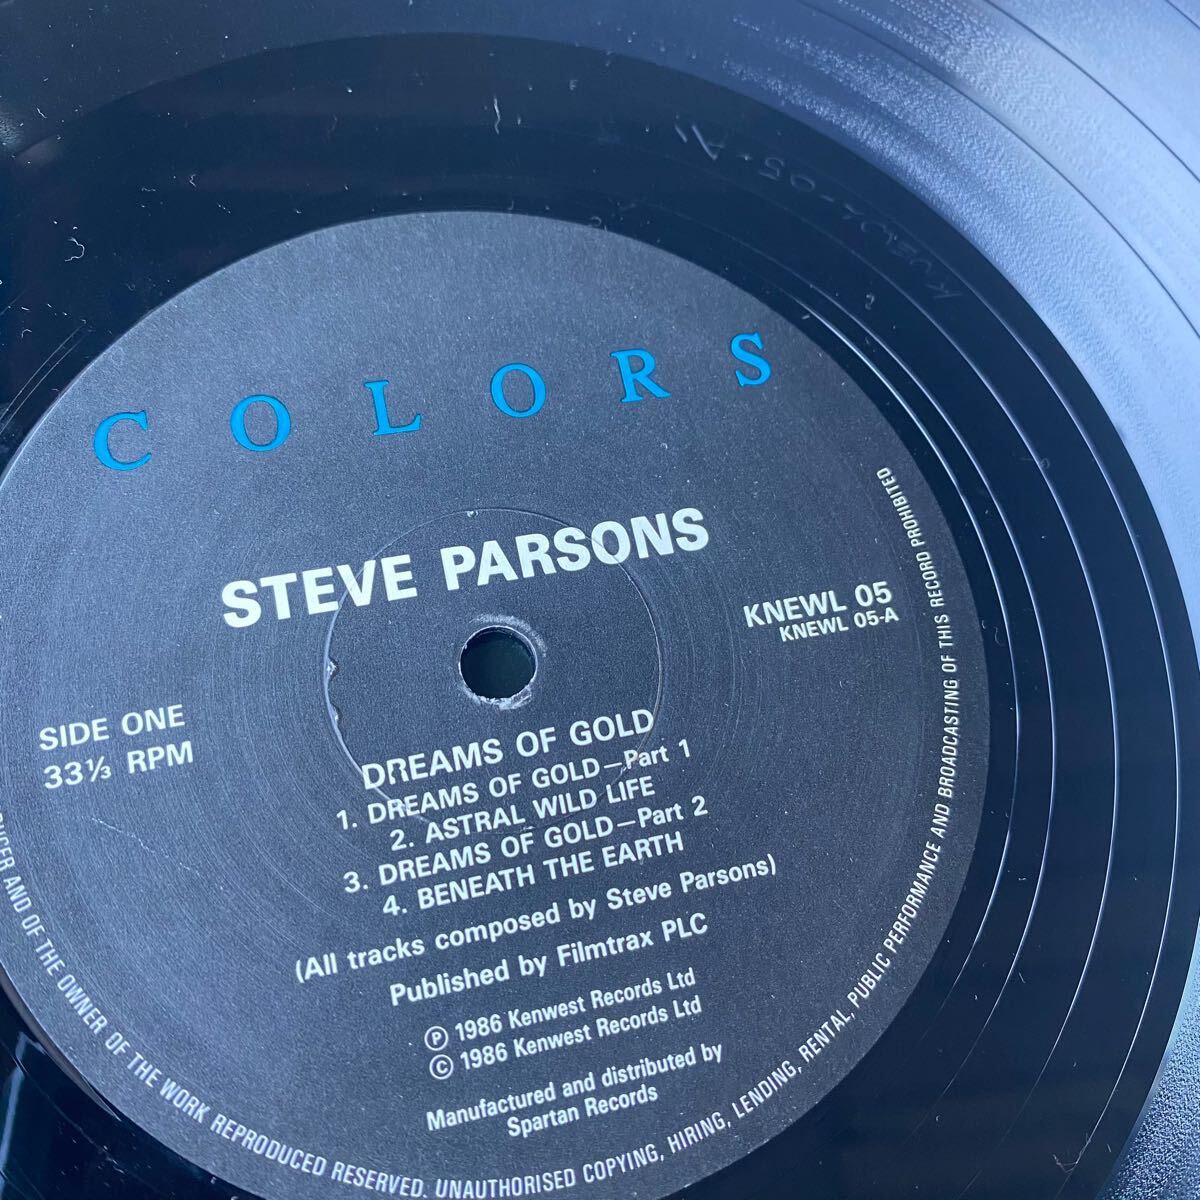 COLORS
STEVE PARSONS
KNEWL 05
KNEWL 05-A
SIDE ONE
33⅓ RPM
DREAMS OF GOLD
1. DREAMS OF GOLD—Part 1
2. ASTRAL WILD LIFE
3. DREAMS OF GOLD—Part 2
4. BENEATH THE EARTH
(All tracks composed by Steve Parsons)
Published by Filmtrax PLC
Ⓟ 1986 Kenwest Records Ltd
© 1986 Kenwest Records Ltd
Manufactured and distributed by
Spartan Records
AND OF THE OWNER OF THE WORK REPRODUCED RESERVED. UNAUTHORISED COPYING, HIRING, LENDING, RENTAL, PUBLIC PERFORMANCE AND BROADCASTING OF THIS RECORD PROHIBITED